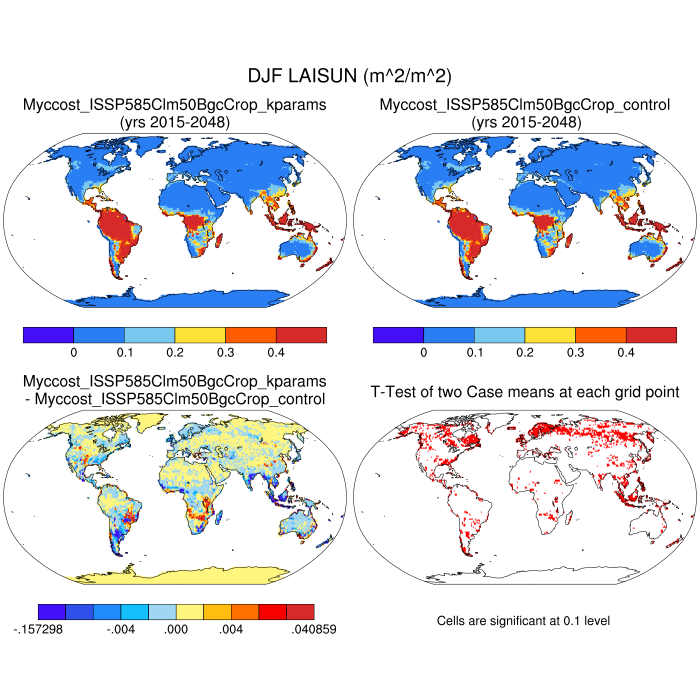 DJF LAISUN (m^2/m^2)
Myccost_ISSP585Clm50BgcCrop_kparams
(yrs 2015-2048)
Myccost_ISSP585Clm50BgcCrop_control
(yrs 2015-2048)
0 0.1 0.2 0.3 0.4
0 0.1 0.2 0.3 0.4
Myccost_ISSP585Clm50BgcCrop_kparams
- Myccost_ISSP585Clm50BgcCrop_control
T-Test of two Case means at each grid point
-.157298 -.004 .000 .004 .040859
Cells are significant at 0.1 level